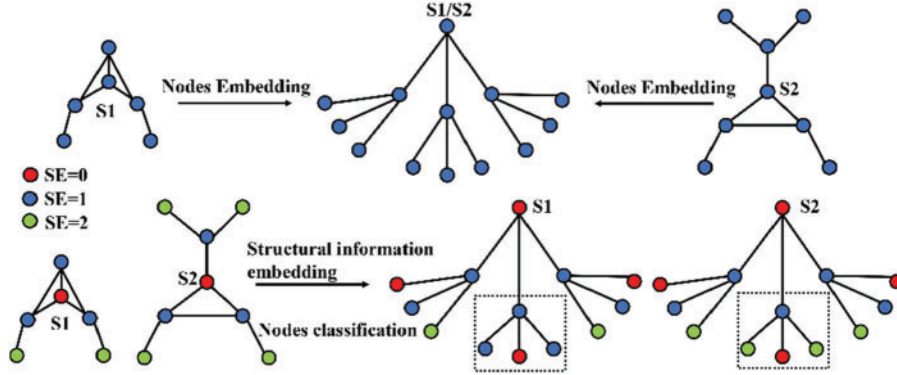 S1/S2
S1
Nodes Embedding
Nodes Embedding
S2
SE=0
SE=1
SE=2
S2
Structural information
embedding
S1
S2
S1
Nodes classification